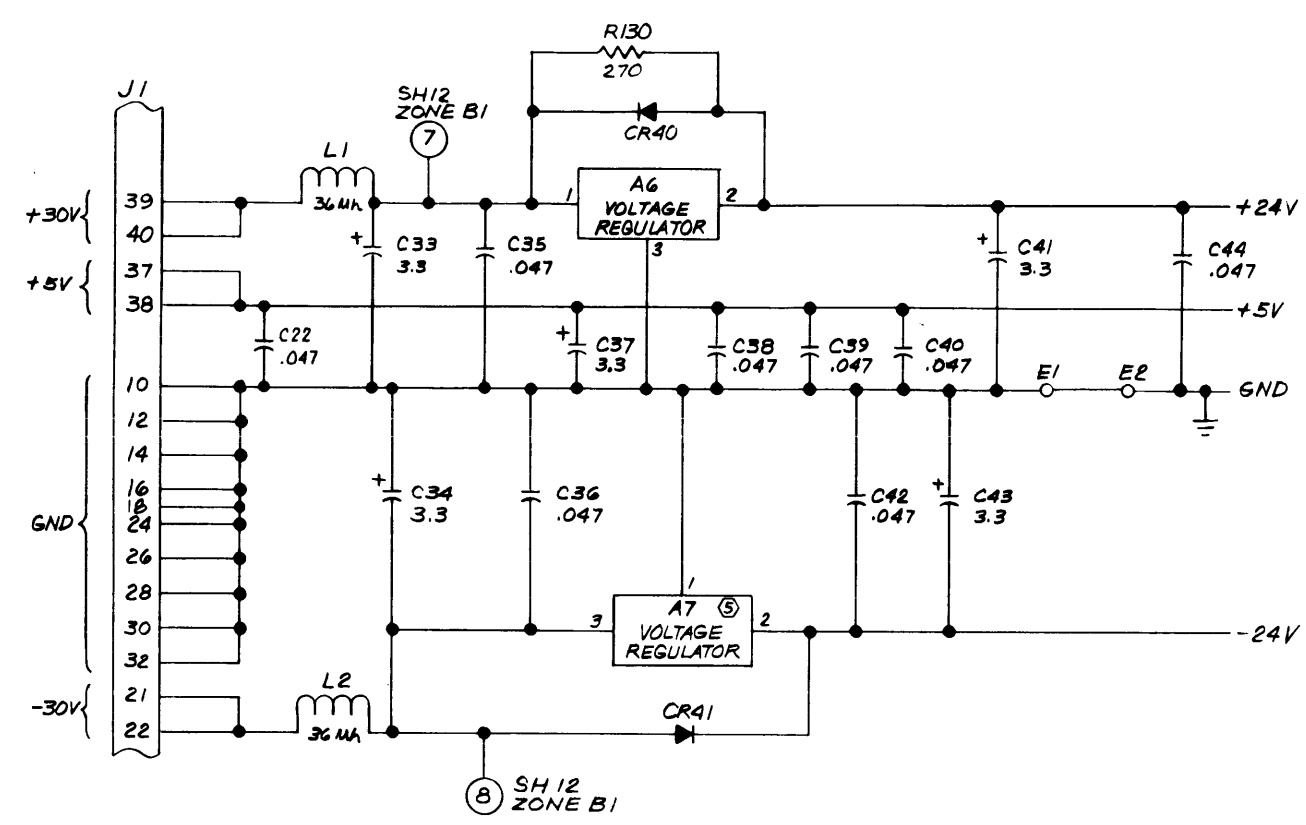 R130
270
J1
SH12
ZONE B1
7
CR40
L1
36 Mh
A6
VOLTAGE
REGULATOR
1
2
3
+30V
39
40
+24V
+ C33
3.3
C35
.047
+ C41
3.3
C44
.047
+5V
37
38
+5V
C22
.047
+ C37
3.3
C38
.047
C39
.047
C40
.047
E1
E2
GND
GND
10
12
14
16
18
24
26
28
30
32
+ C34
3.3
C36
.047
C42
.047
+ C43
3.3
1
A7 5
VOLTAGE
REGULATOR
3
2
-24V
-30V
21
22
L2
36 Mh
CR41
8
SH 12
ZONE B1